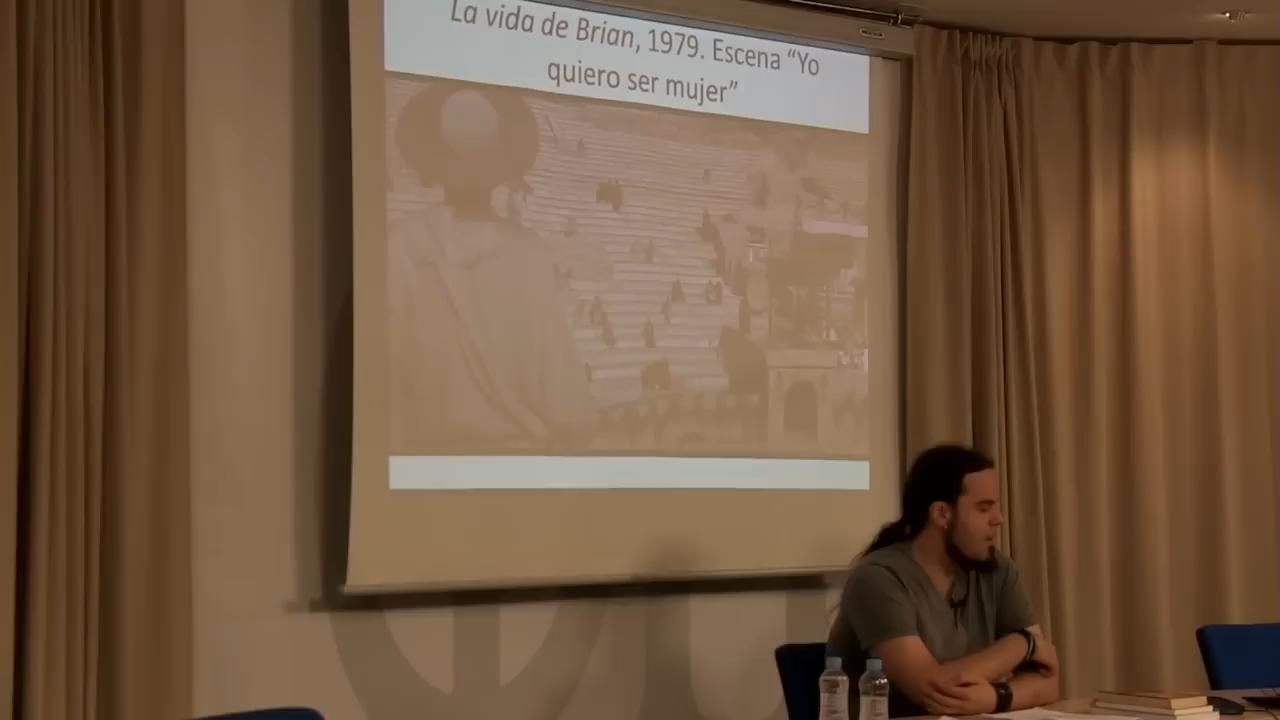 La vida de Brian, 1979. Escena “Yo
quiero ser mujer”